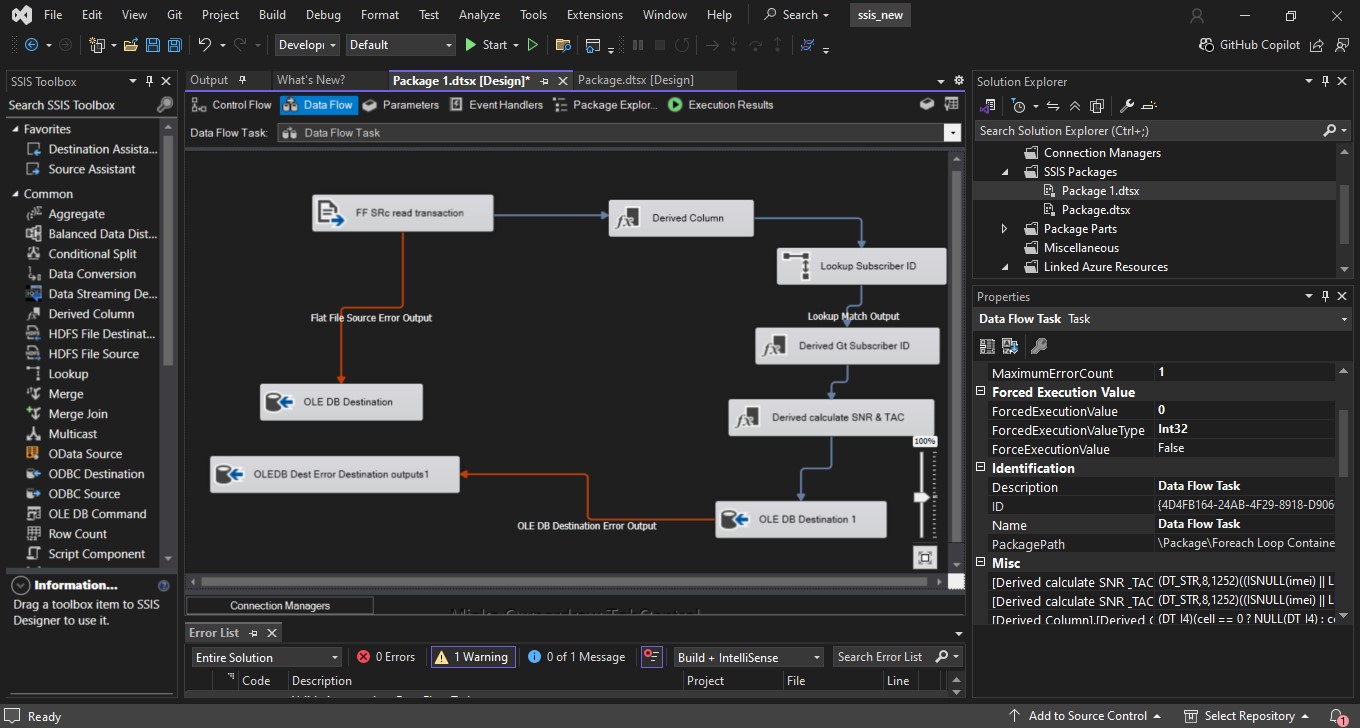 File Edit View Git Project Build Debug Format Test Analyze Tools Extensions Window Help Search ssis_new
Develop Default Start GitHub Copilot
SSIS Toolbox
Search SSIS Toolbox
Favorites
Destination Assista...
Source Assistant
Common
Aggregate
Balanced Data Dist...
Conditional Split
Data Conversion
Data Streaming De...
Derived Column
HDFS File Destinat...
HDFS File Source
Lookup
Merge
Merge Join
Multicast
OData Source
ODBC Destination
ODBC Source
OLE DB Command
Row Count
Script Component
Information...
Drag a toolbox item to SSIS
Designer to use it.
Output What's New? Package 1.dtsx [Design]* Package.dtsx [Design]
Control Flow Data Flow Parameters Event Handlers Package Explor... Execution Results
Data Flow Task: Data Flow Task
FF SRc read transaction
Derived Column
Lookup Subscriber ID
Flat File Source Error Output
Lookup Match Output
Derived Gt Subscriber ID
OLE DB Destination
Derived calculate SNR & TAC
100%
OLEDB Dest Error Destination outputs1
OLE DB Destination Error Output
OLE DB Destination 1
Connection Managers
Error List
Entire Solution 0 Errors 1 Warning 0 of 1 Message Build + IntelliSense Search Error List
Code Description Project File Line
Solution Explorer
Search Solution Explorer (Ctrl+;)
Connection Managers
SSIS Packages
Package 1.dtsx
Package.dtsx
Package Parts
Miscellaneous
Linked Azure Resources
Properties
Data Flow Task Task
MaximumErrorCount 1
Forced Execution Value
ForcedExecutionValue 0
ForcedExecutionValueType Int32
ForceExecutionValue False
Identification
Description Data Flow Task
ID {4D4FB164-24AB-4F29-8918-D906
Name Data Flow Task
PackagePath \Package\Foreach Loop Containe
Misc
[Derived calculate SNR _TAC (DT_STR,8,1252)((ISNULL(imei) || L
[Derived calculate SNR _TAC (DT_STR,8,1252)((ISNULL(imei) || L
[Derived Column].[Derived C (DT_I4)(cell == 0 ? NULL(DT_I4) : ce
Ready Add to Source Control Select Repository 1